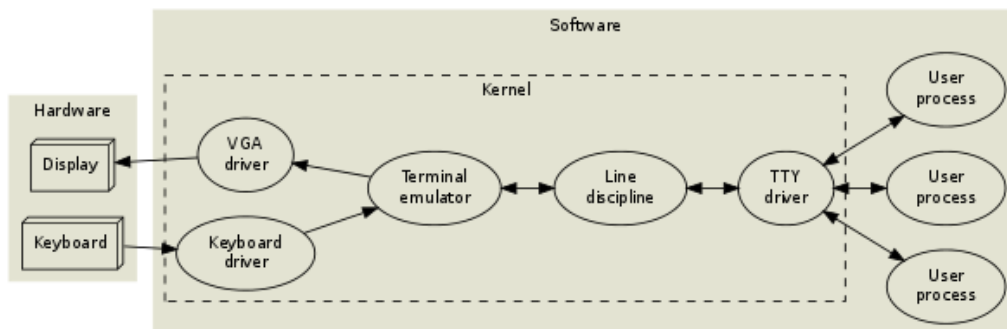 Software
Kernel
Hardware
Display
Keyboard
VGA
driver
Keyboard
driver
Terminal
emulator
Line
discipline
TTY
driver
User
process
User
process
User
process